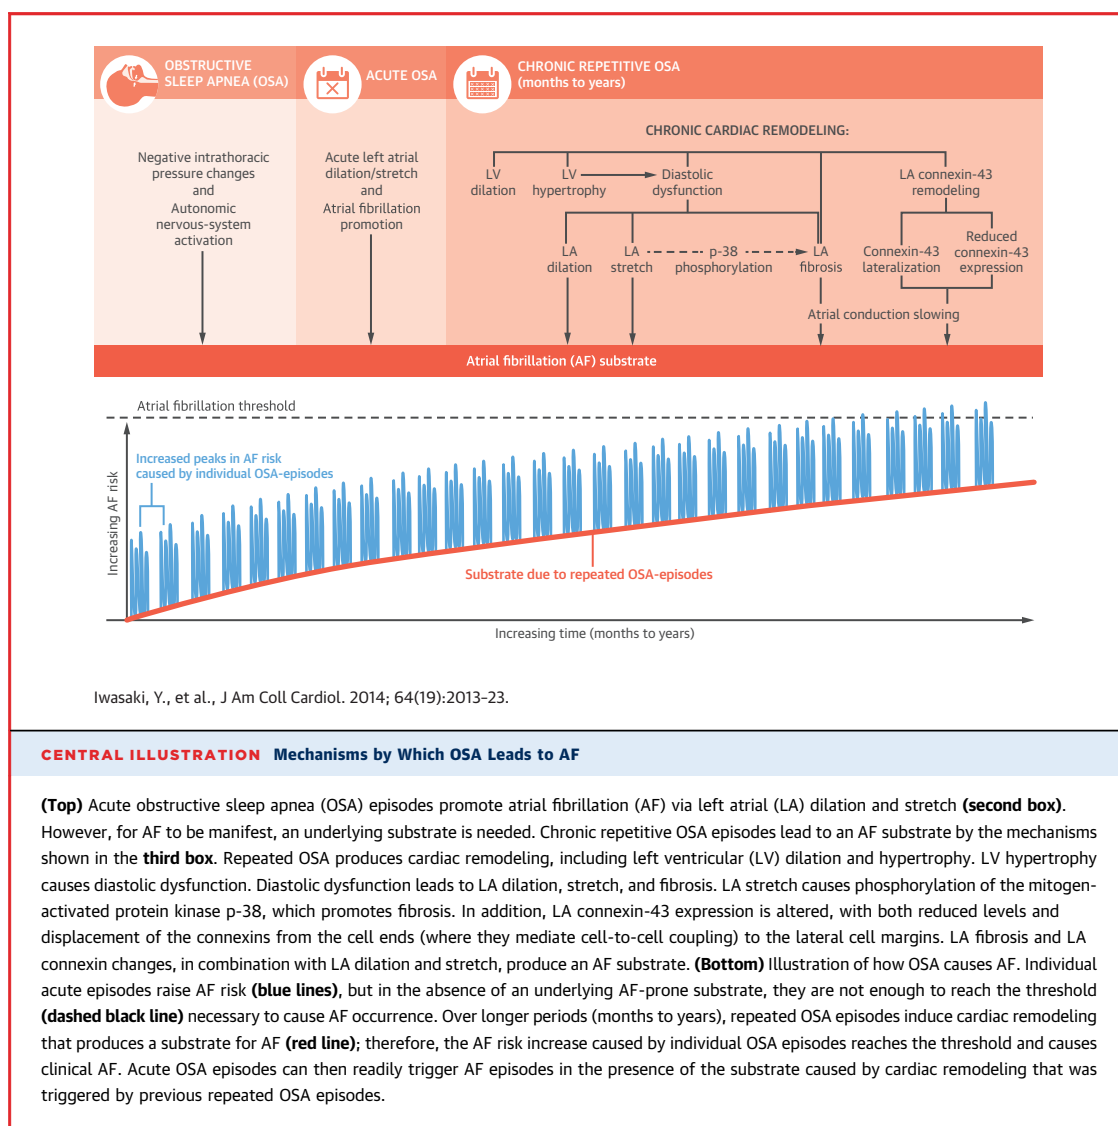 OBSTRUCTIVE
SLEEP APNEA (OSA)
ACUTE OSA
CHRONIC REPETITIVE OSA
(months to years)
Negative intrathoracic
pressure changes
and
Autonomic
nervous-system
activation
Acute left atrial
dilation/stretch
and
Atrial fibrillation
promotion
CHRONIC CARDIAC REMODELING:
LV
dilation
LV
hypertrophy
Diastolic
dysfunction
LA connexin-43
remodeling
LA
dilation
LA
stretch
p-38
phosphorylation
LA
fibrosis
Connexin-43
lateralization
Reduced
connexin-43
expression
Atrial conduction slowing
Atrial fibrillation (AF) substrate
Atrial fibrillation threshold
Increased peaks in AF risk
caused by individual OSA-episodes
Increasing AF risk
Substrate due to repeated OSA-episodes
Increasing time (months to years)
Iwasaki, Y., et al., J Am Coll Cardiol. 2014; 64(19):2013–23.
CENTRAL ILLUSTRATION Mechanisms by Which OSA Leads to AF
(Top) Acute obstructive sleep apnea (OSA) episodes promote atrial fibrillation (AF) via left atrial (LA) dilation and stretch (second box).
However, for AF to be manifest, an underlying substrate is needed. Chronic repetitive OSA episodes lead to an AF substrate by the mechanisms
shown in the third box. Repeated OSA produces cardiac remodeling, including left ventricular (LV) dilation and hypertrophy. LV hypertrophy
causes diastolic dysfunction. Diastolic dysfunction leads to LA dilation, stretch, and fibrosis. LA stretch causes phosphorylation of the mitogen-
activated protein kinase p-38, which promotes fibrosis. In addition, LA connexin-43 expression is altered, with both reduced levels and
displacement of the connexins from the cell ends (where they mediate cell-to-cell coupling) to the lateral cell margins. LA fibrosis and LA
connexin changes, in combination with LA dilation and stretch, produce an AF substrate. (Bottom) Illustration of how OSA causes AF. Individual
acute episodes raise AF risk (blue lines), but in the absence of an underlying AF-prone substrate, they are not enough to reach the threshold
(dashed black line) necessary to cause AF occurrence. Over longer periods (months to years), repeated OSA episodes induce cardiac remodeling
that produces a substrate for AF (red line); therefore, the AF risk increase caused by individual OSA episodes reaches the threshold and causes
clinical AF. Acute OSA episodes can then readily trigger AF episodes in the presence of the substrate caused by cardiac remodeling that was
triggered by previous repeated OSA episodes.